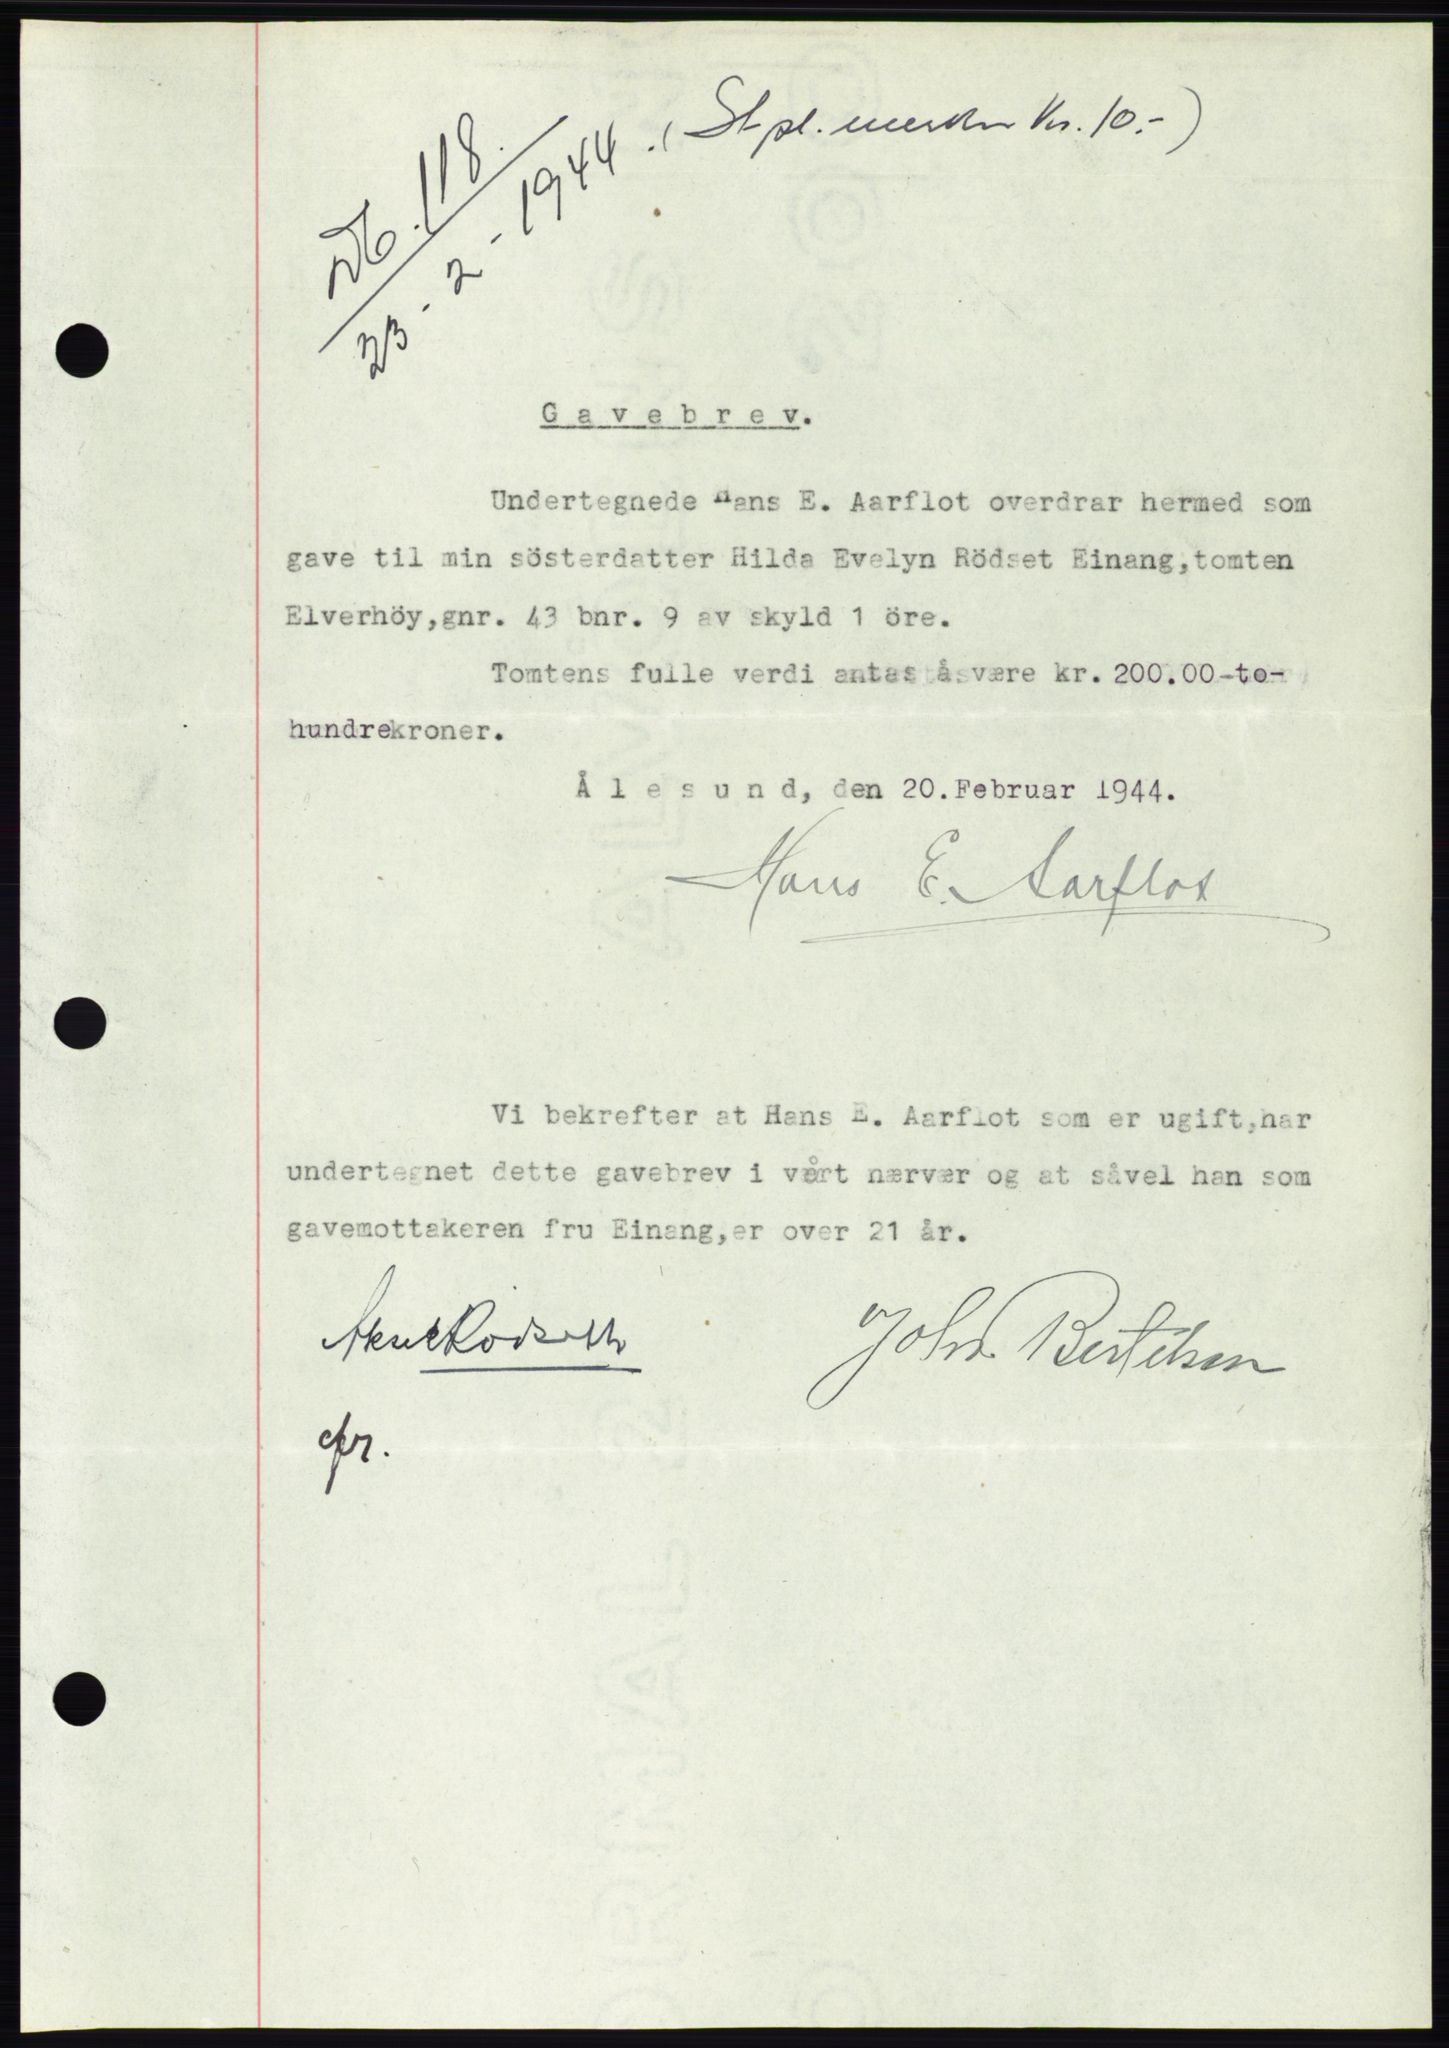 Nb. 118.
23 - 2 - 1944. (St pl. merker Kr. 10.-)
Gavebrev.
Undertegnede Hans E. Aarflot overdrar hermed som
gave til min sösterdatter Hilda Evelyn Rödset Einang,tomten
Elverhöy,gnr. 43 bnr. 9 av skyld 1 öre.
Tomtens fulle verdi antas å være kr. 200.00-to-
hundrekroner.
Ålesund, den 20.Februar 1944.
Hans E. Aarflot
Vi bekrefter at Hans E. Aarflot som er ugift,har
undertegnet dette gavebrev i vårt nærvær og at såvel han som
gavemottakeren fru Einang,er over 21 år.
Rödseth John Bertelsen